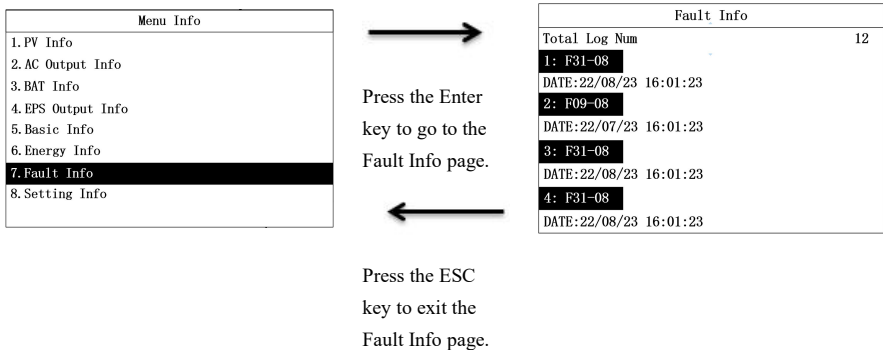 Menu Info
1.PV Info
2.AC Output Info
3.BAT Info
4.EPS Output Info
5.Basic Info
6.Energy Info
7.Fault Info
8.Setting Info
Press the Enter
key to go to the
Fault Info page.
Press the ESC
key to exit the
Fault Info page.
Fault Info
Total Log Num 12
1: F31-08
DATE:22/08/23 16:01:23
2: F09-08
DATE:22/07/23 16:01:23
3: F31-08
DATE:22/08/23 16:01:23
4: F31-08
DATE:22/08/23 16:01:23